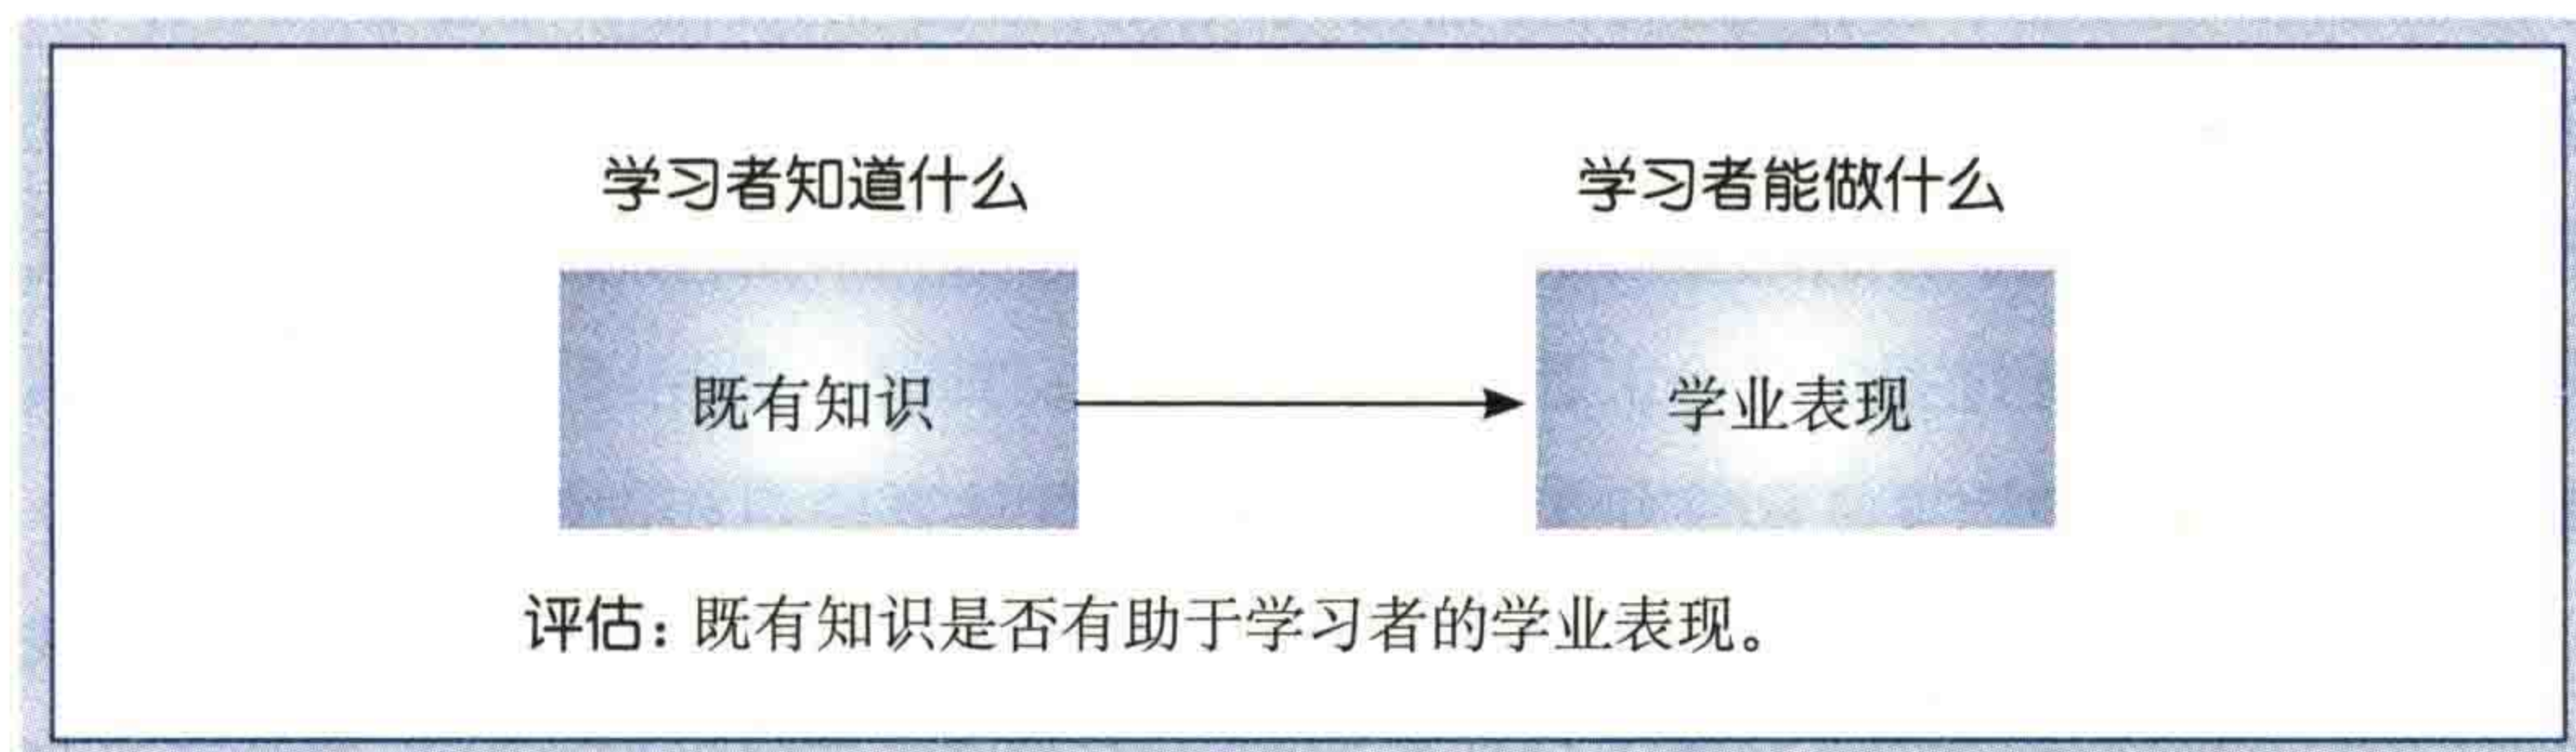 学习者知道什么
学习者能做什么
既有知识
学业表现
评估：既有知识是否有助于学习者的学业表现。